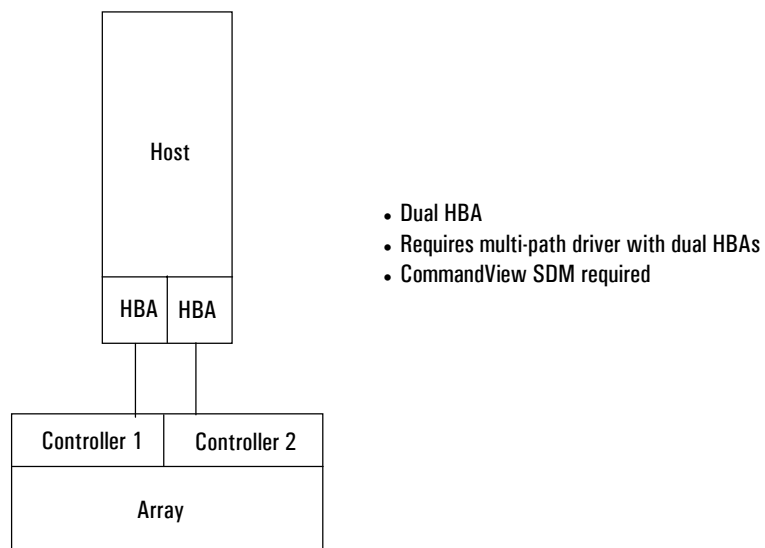 Host
• Dual HBA
• Requires multi-path driver with dual HBAs
• CommandView SDM required
HBA HBA
Controller 1 Controller 2
Array